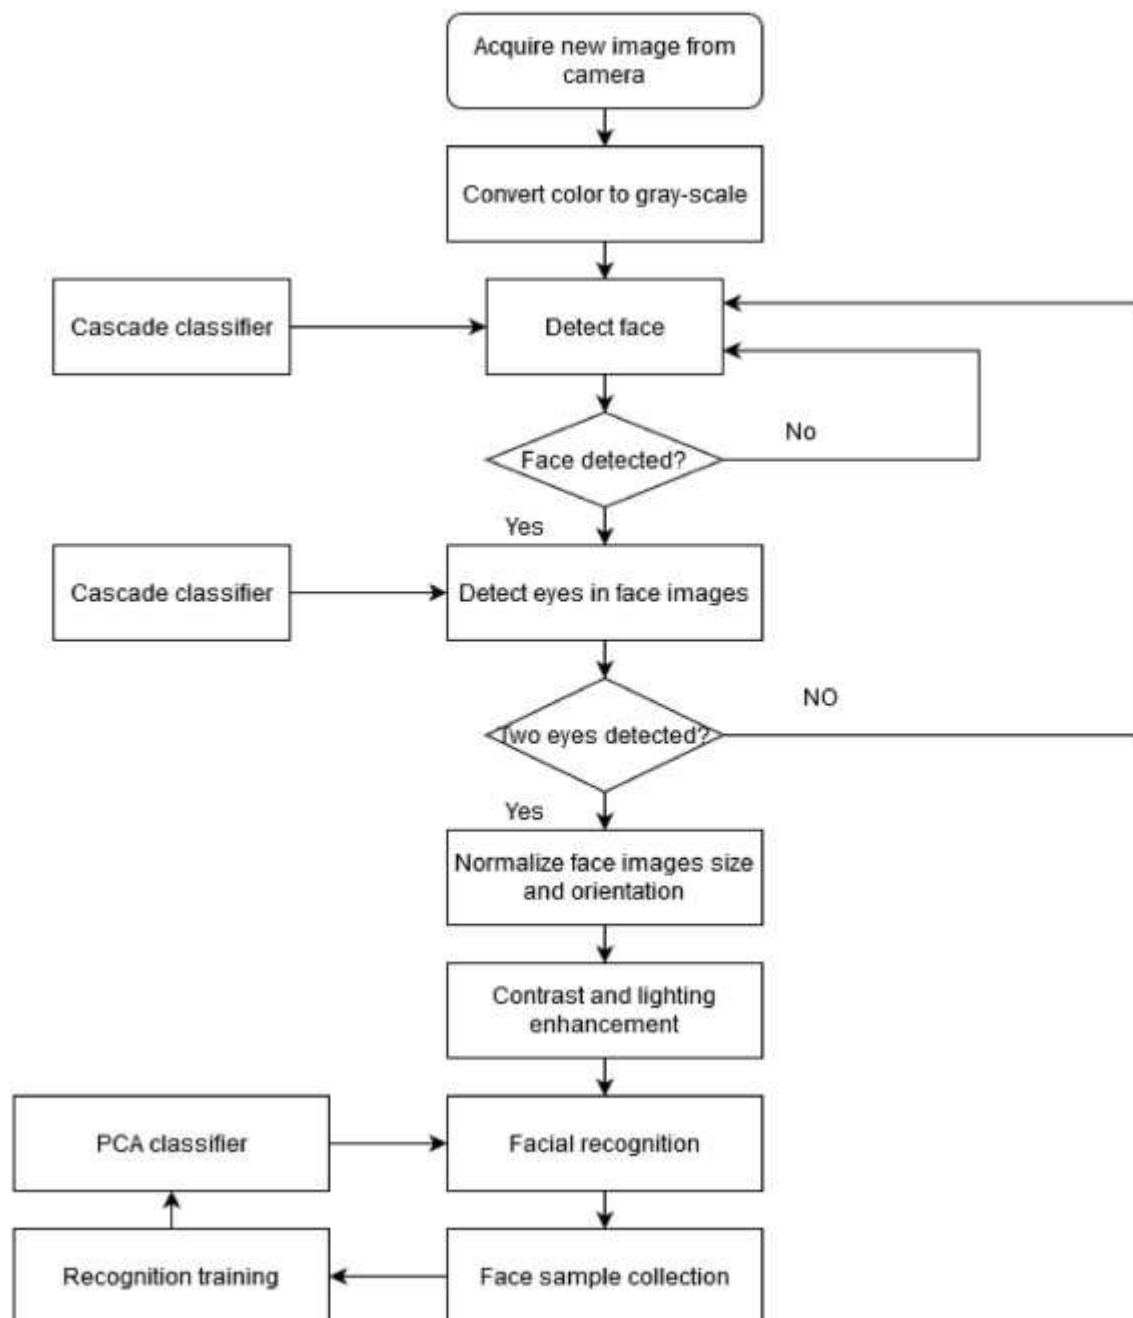 Acquire new image from
camera
Convert color to gray-scale
Cascade classifier
Detect face
No
Face detected?
Yes
Cascade classifier
Detect eyes in face images
NO
Two eyes detected?
Yes
Normalize face images size
and orientation
Contrast and lighting
enhancement
PCA classifier
Facial recognition
Recognition training
Face sample collection